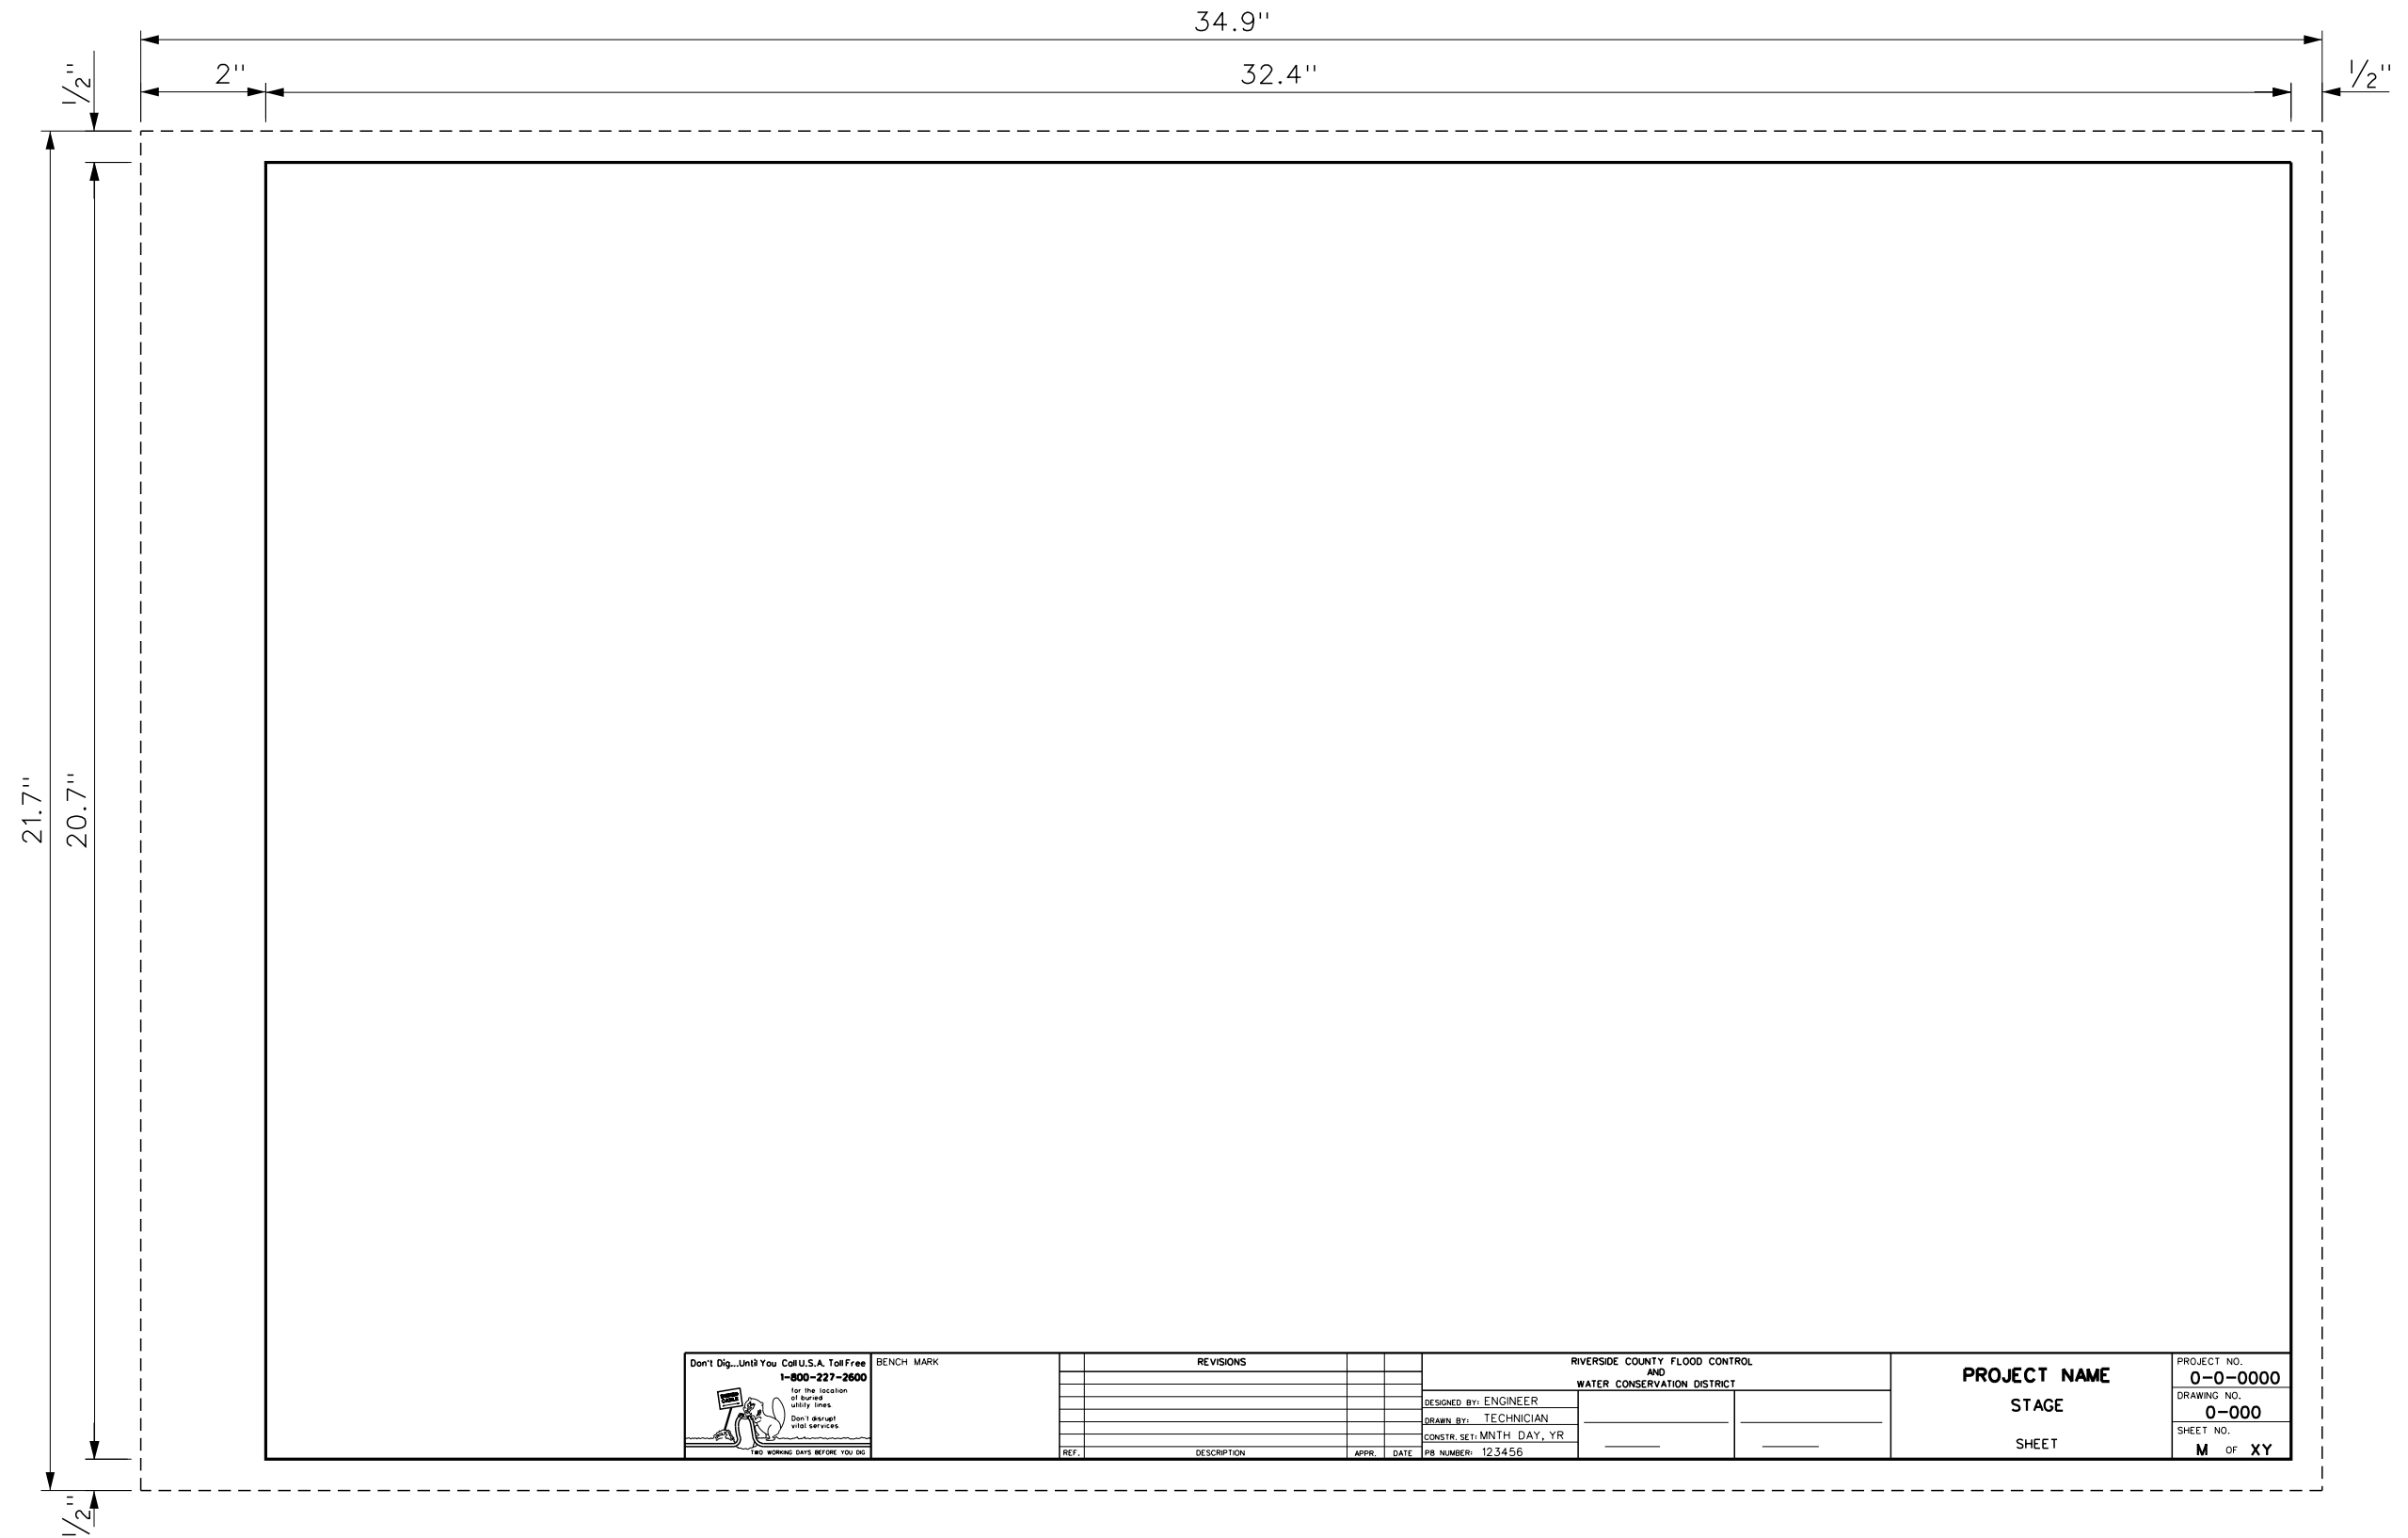 34.9"
2"
32.4"
1/2"
1/2"
21.7"
20.7"
1/2"
Don't Dig...Until You Call U.S.A. Toll Free
1-800-227-2600
for the location
of buried
utility lines.
Don't disrupt
vital services.
TWO WORKING DAYS BEFORE YOU DIG
BENCH MARK
REVISIONS
REF.
DESCRIPTION
APPR.
DATE
RIVERSIDE COUNTY FLOOD CONTROL
AND
WATER CONSERVATION DISTRICT
DESIGNED BY: ENGINEER
DRAWN BY: TECHNICIAN
CONSTR. SET: MNTH DAY, YR
P8 NUMBER: 123456
PROJECT NAME
STAGE
SHEET
PROJECT NO.
0-0-0000
DRAWING NO.
0-000
SHEET NO.
M OF XY